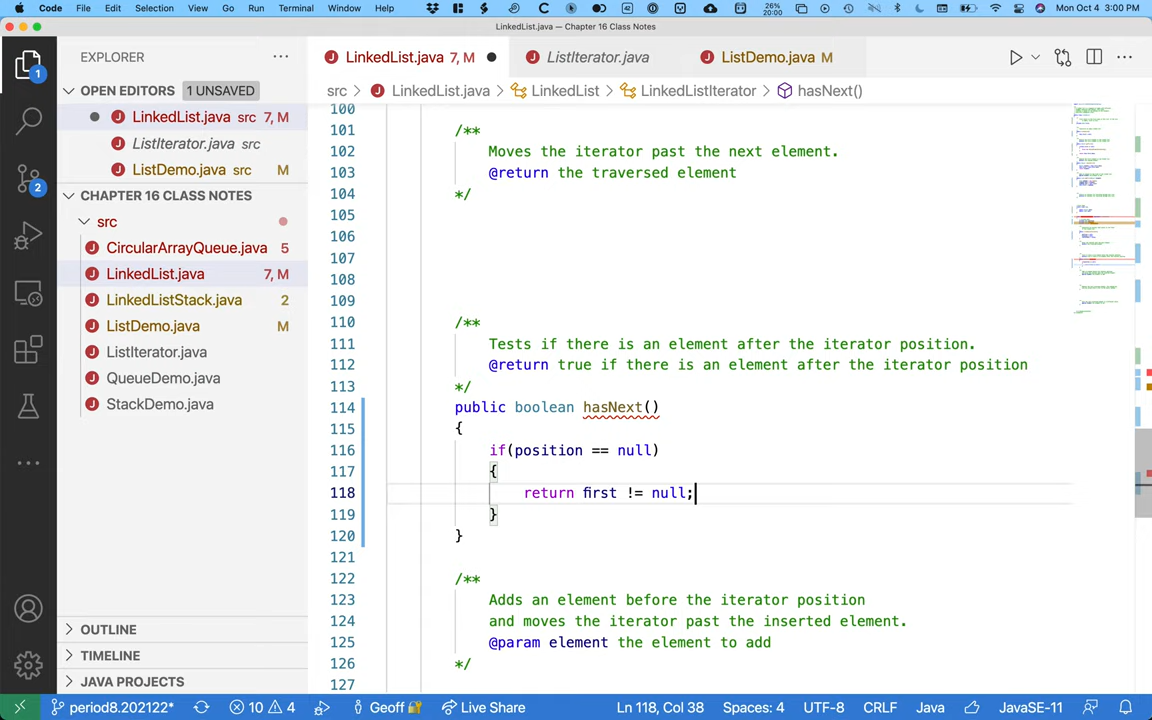 Code File Edit Selection View Go Run Terminal Window Help 26% 20:00 Mon Oct 4 3:00 PM
LinkedList.java — Chapter 16 Class Notes
EXPLORER
LinkedList.java 7, M
ListIterator.java
ListDemo.java M
OPEN EDITORS 1 UNSAVED
src > LinkedList.java > LinkedList > LinkedListIterator > hasNext()
LinkedList.java src 7, M
ListIterator.java src
ListDemo.java src M
CHAPTER 16 CLASS NOTES
src
CircularArrayQueue.java 5
LinkedList.java 7, M
LinkedListStack.java 2
ListDemo.java M
ListIterator.java
QueueDemo.java
StackDemo.java
OUTLINE
TIMELINE
JAVA PROJECTS
1
2
100
101 /**
102 Moves the iterator past the next element.
103 @return the traversed element
104 */
105
106
107
108
109
110 /**
111 Tests if there is an element after the iterator position.
112 @return true if there is an element after the iterator position
113 */
114 public boolean hasNext()
115 {
116 if(position == null)
117 {
118 return first != null;
119 }
120 }
121
122 /**
123 Adds an element before the iterator position
124 and moves the iterator past the inserted element.
125 @param element the element to add
126 */
127
period8.202122* 10 4 Geoff Live Share Ln 118, Col 38 Spaces: 4 UTF-8 CRLF Java JavaSE-11